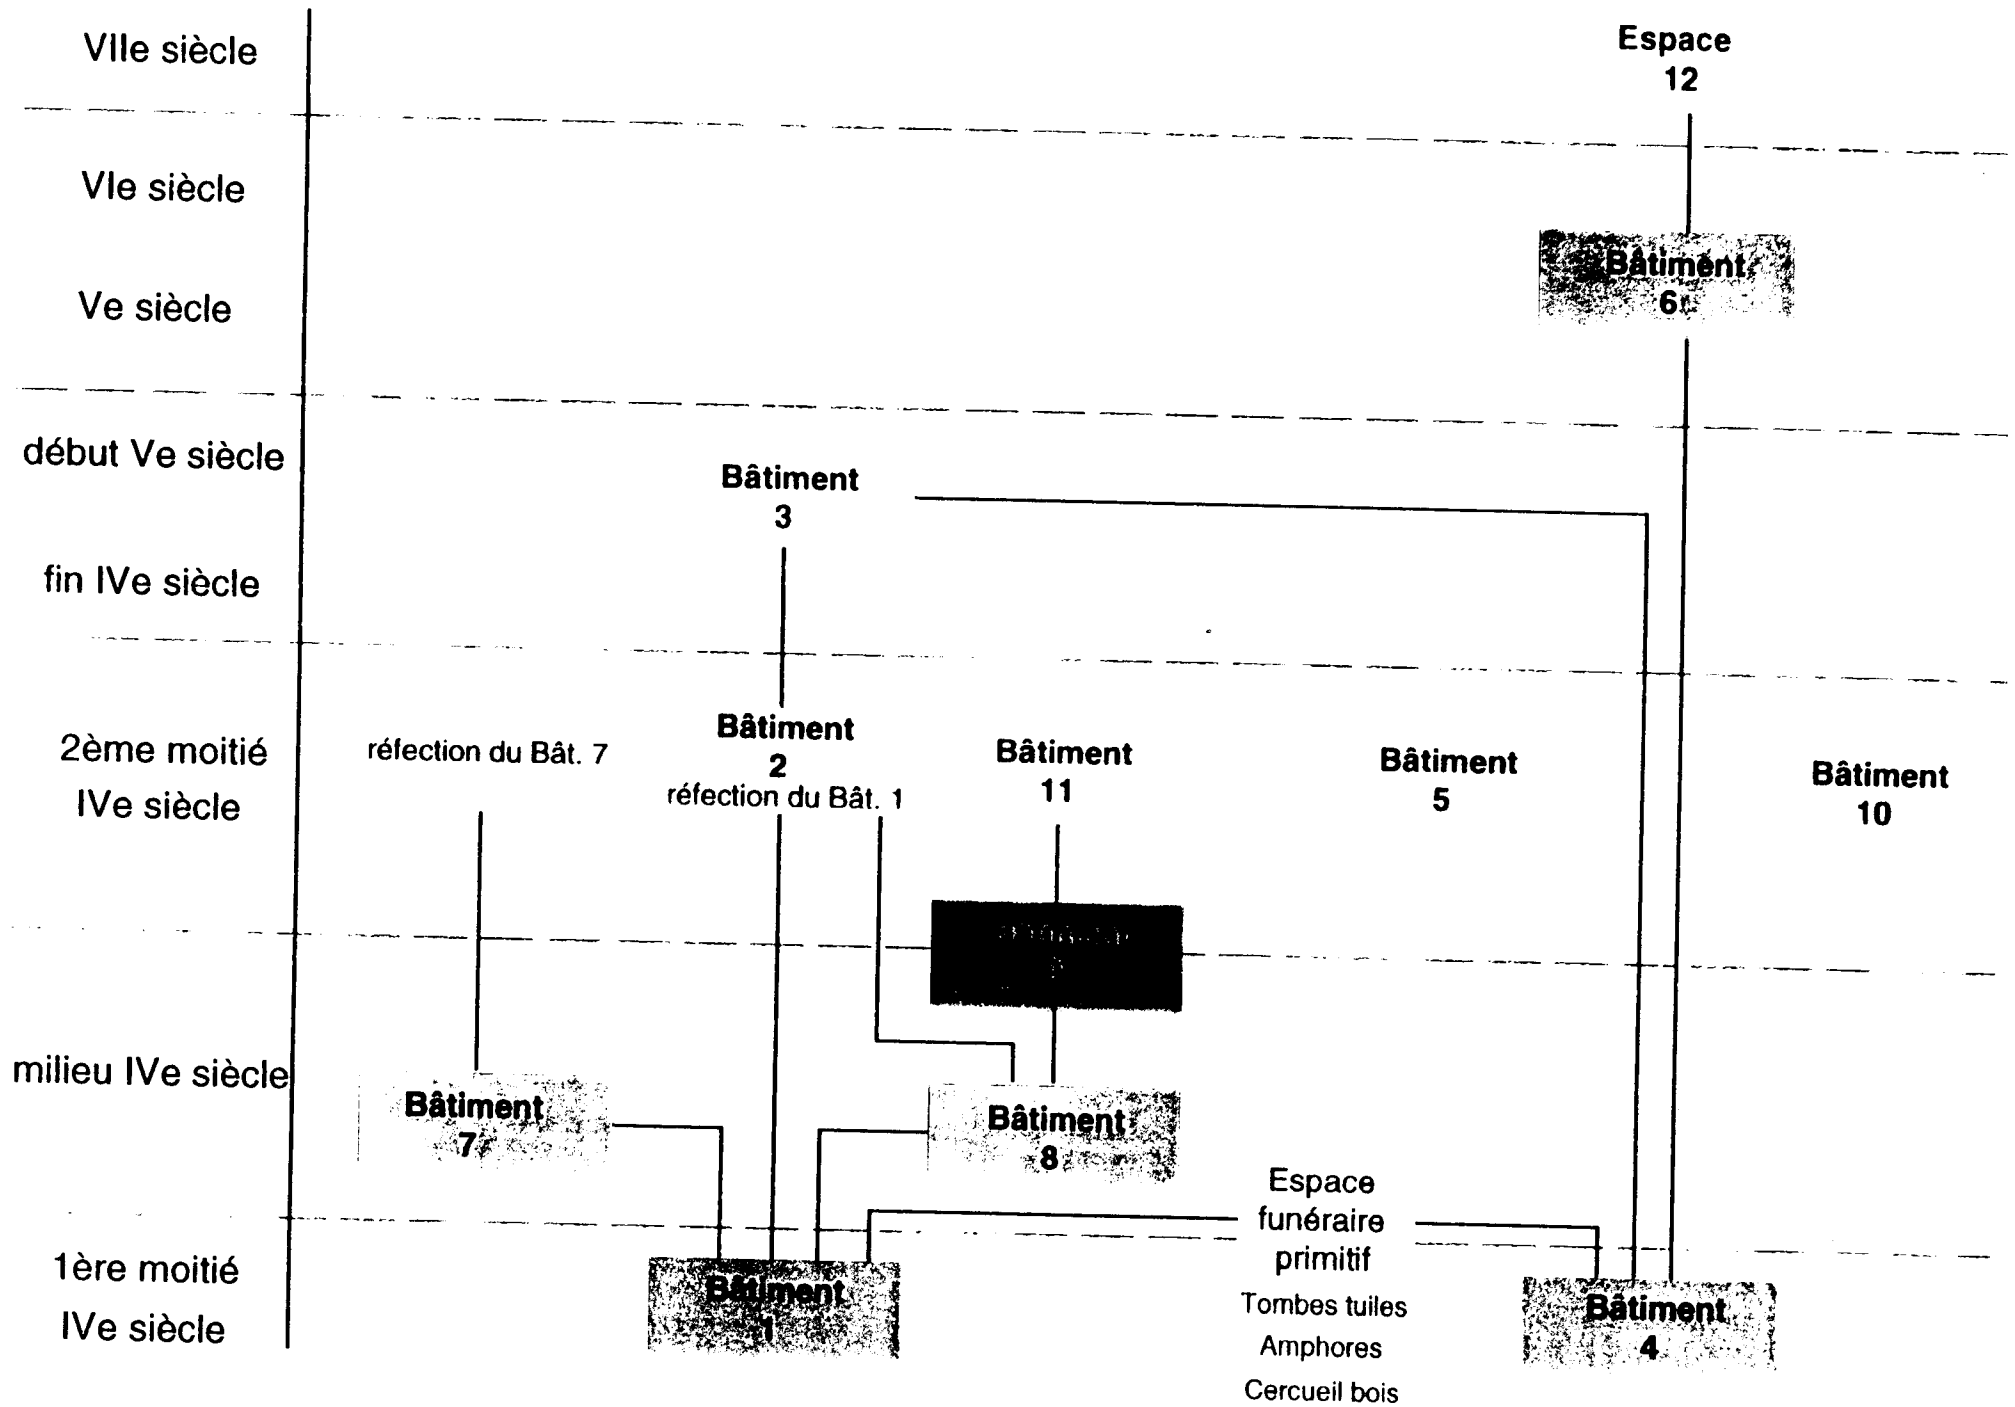 VIIe siècle
Espace
12
VIe siècle
Bâtiment
6
Ve siècle
début Ve siècle
Bâtiment
3
fin IVe siècle
2ème moitié
IVe siècle
réfection du Bât. 7
Bâtiment
2
réfection du Bât. 1
Bâtiment
11
Bâtiment
5
Bâtiment
10
milieu IVe siècle
Bâtiment
7
Bâtiment
8
Espace
funéraire
primitif
Tombes tuiles
Amphores
Cercueil bois
1ère moitié
IVe siècle
Bâtiment
1
Bâtiment
4